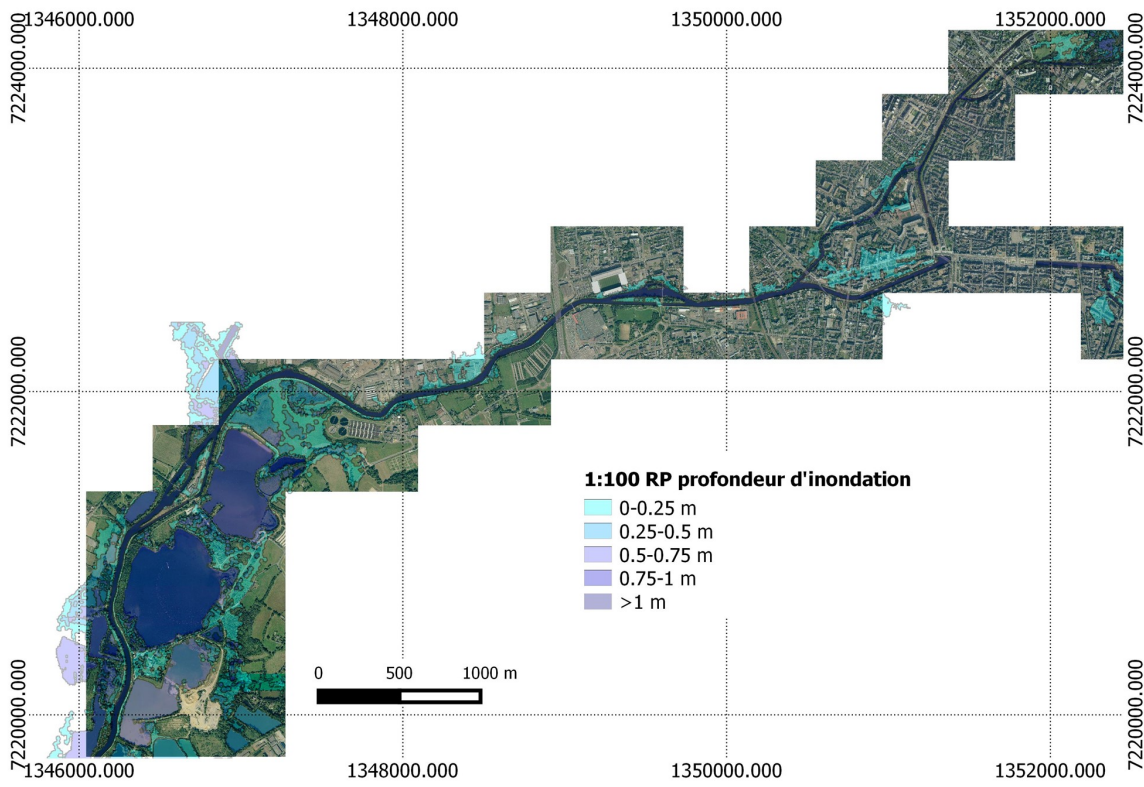 1346000.000 1348000.000 1350000.000 1352000.000
7224000.000 7224000.000
7222000.000 7222000.000
1:100 RP profondeur d'inondation
0-0.25 m
0.25-0.5 m
0.5-0.75 m
0.75-1 m
>1 m
0 500 1000 m
7220000.000 7220000.000
1346000.000 1348000.000 1350000.000 1352000.000